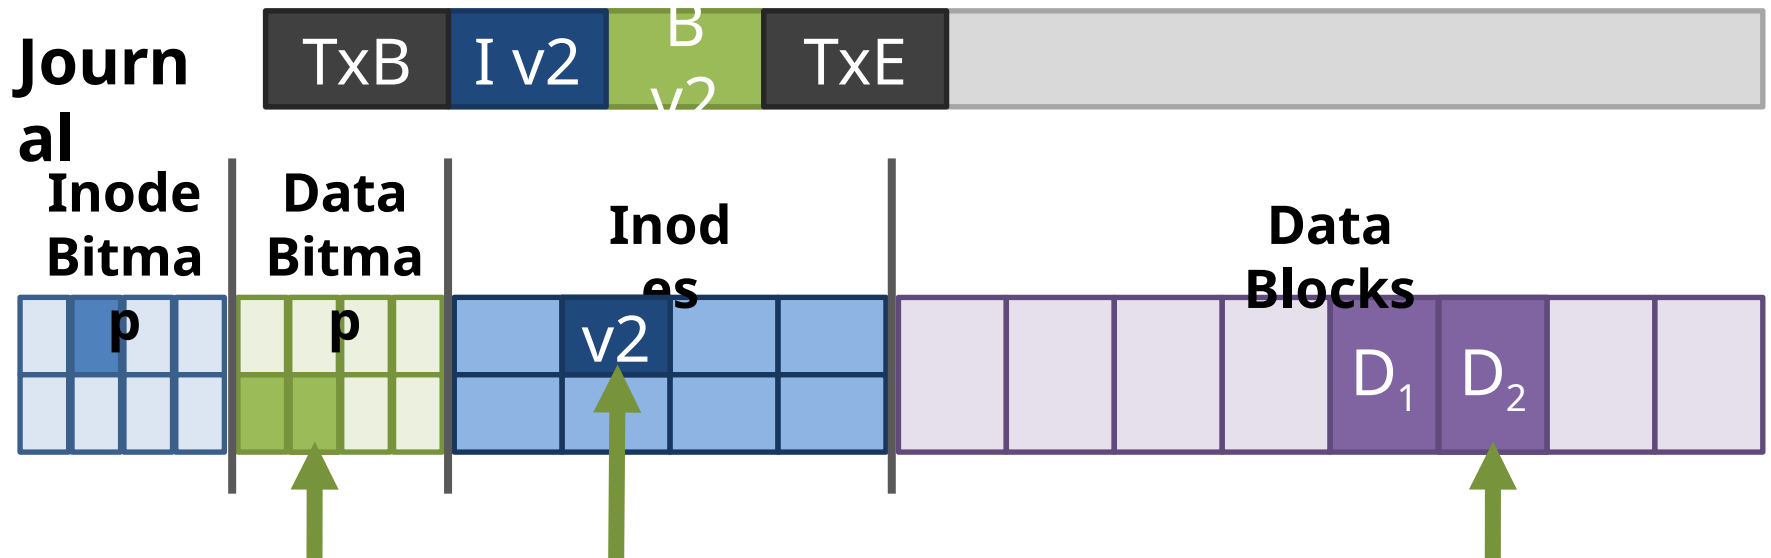 Journ
al
TxB
I v2
B
v2
TxE
Inode
Bitma
p
Data
Bitma
p
Inod
es
Data
Blocks
v2
D1
D2